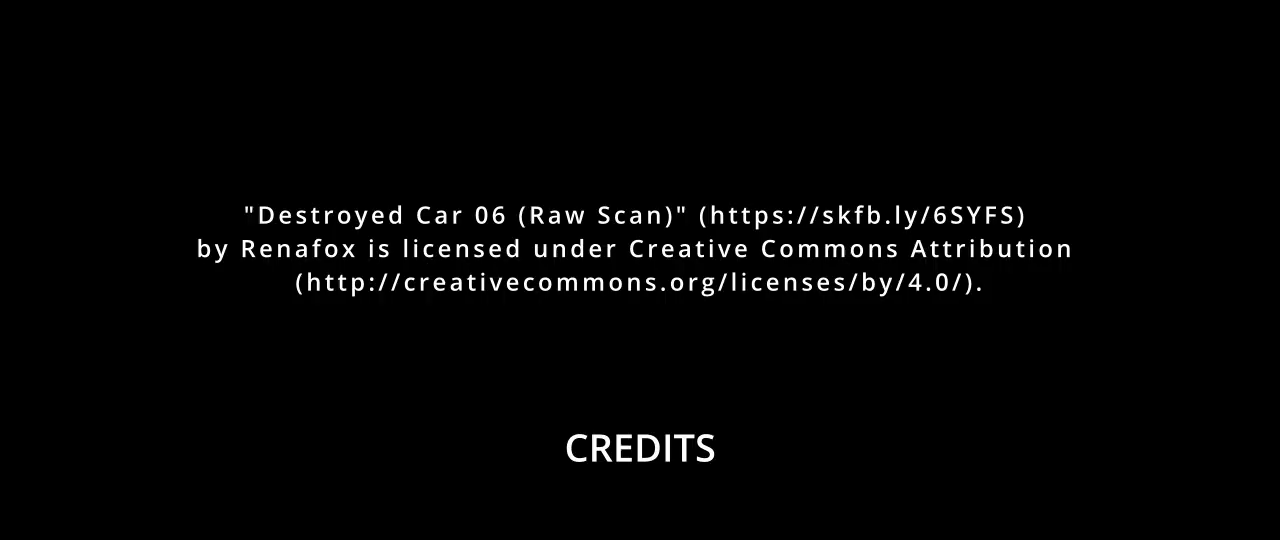 "Destroyed Car 06 (Raw Scan)" (https://skfb.ly/6SYFS)
by Renafox is licensed under Creative Commons Attribution
(http://creativecommons.org/licenses/by/4.0/).
CREDITS